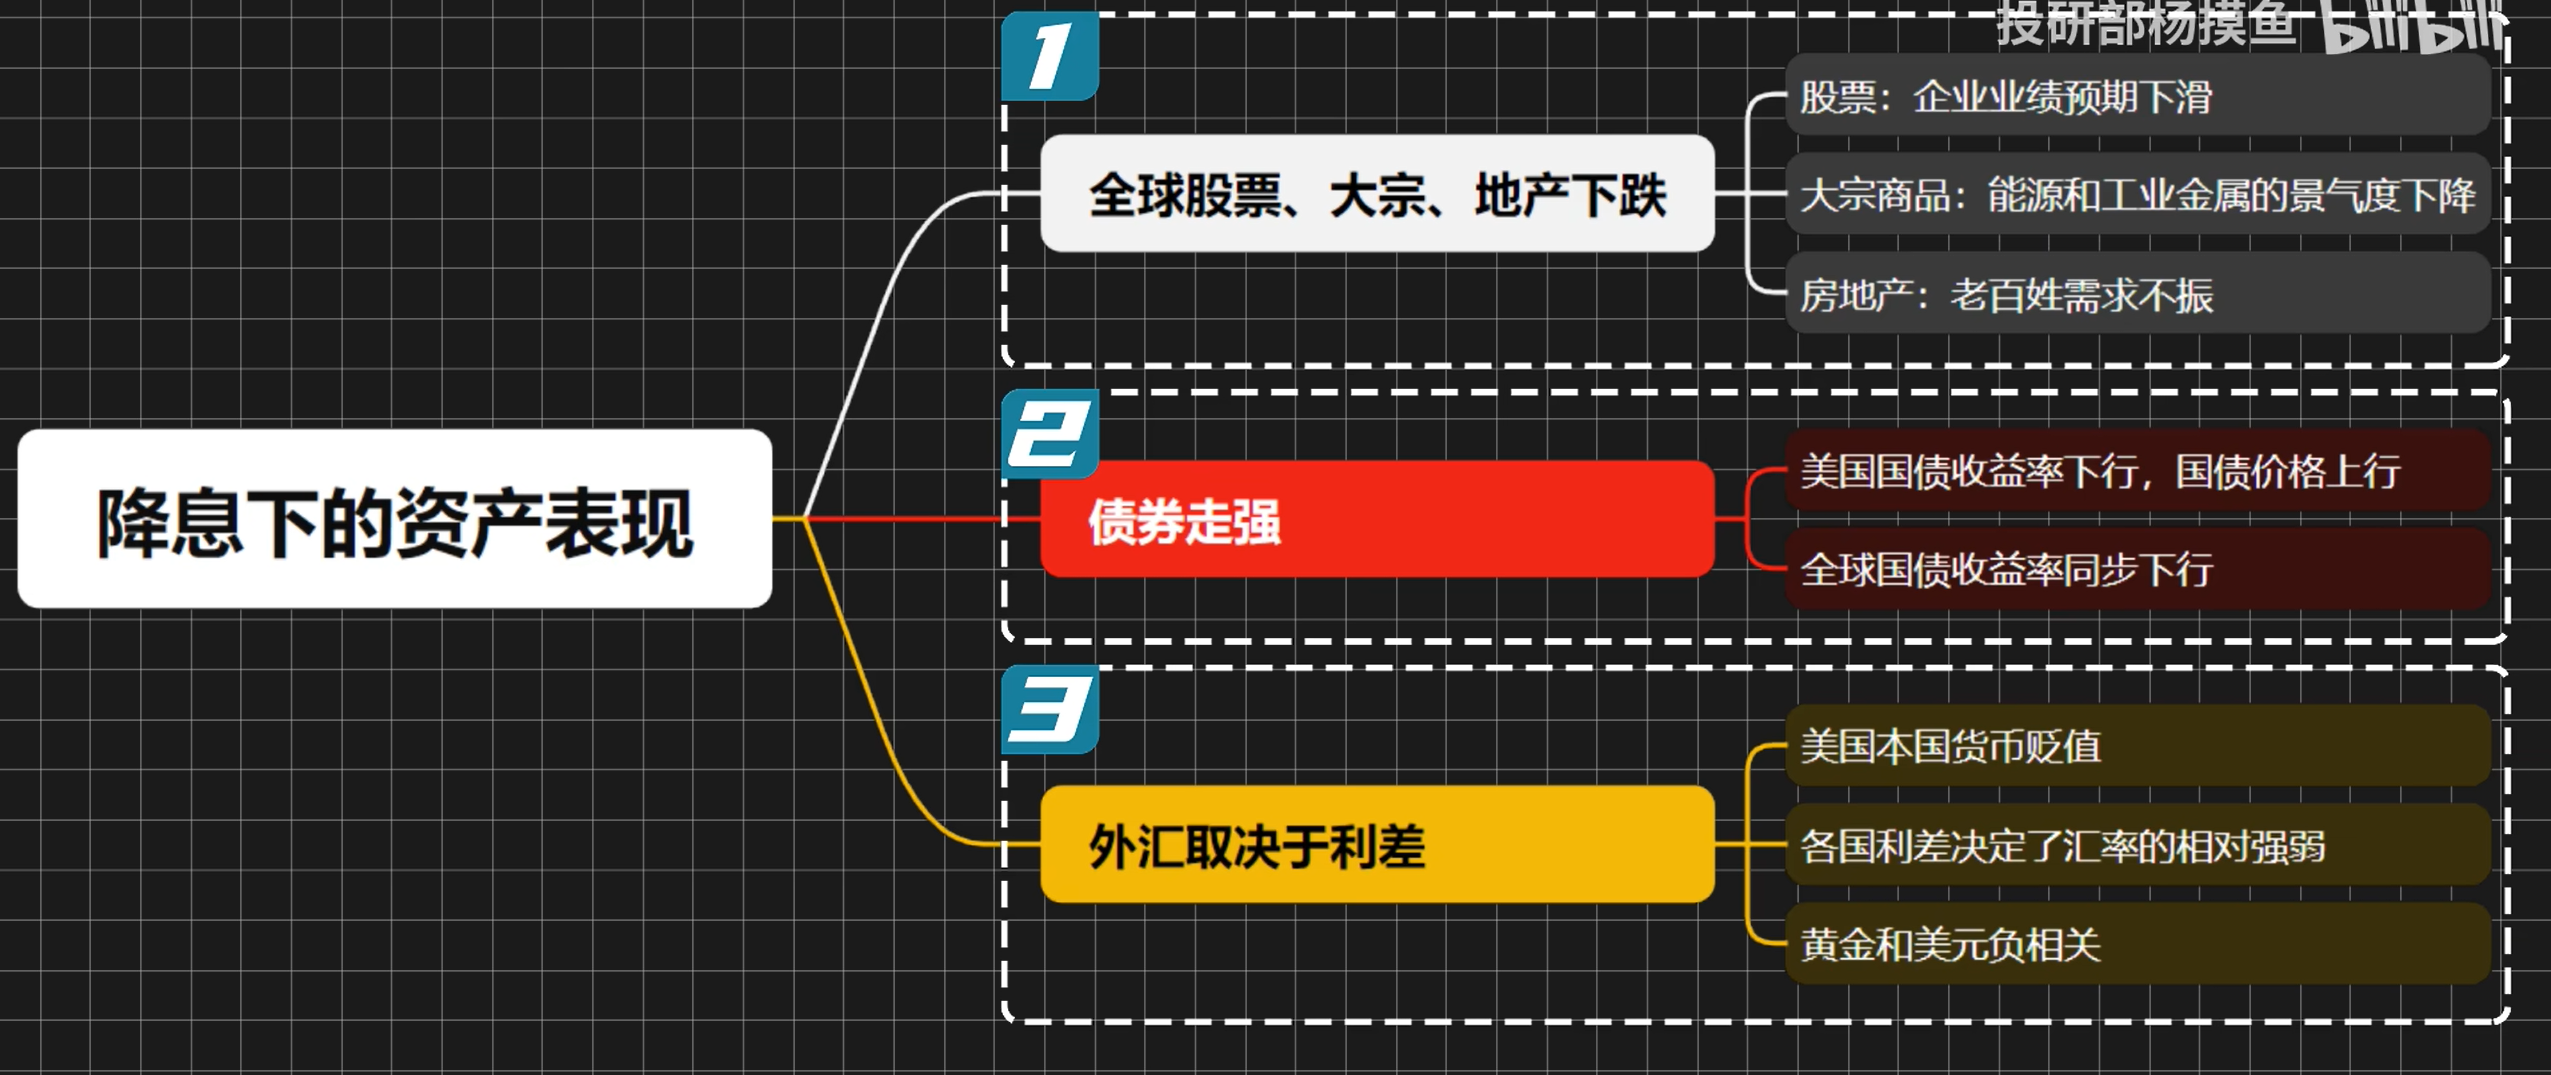 投研部杨摸鱼 bilibili
降息下的资产表现
1
全球股票、大宗、地产下跌
股票：企业业绩预期下滑
大宗商品：能源和工业金属的景气度下降
房地产：老百姓需求不振
2
债券走强
美国国债收益率下行，国债价格上行
全球国债收益率同步下行
3
外汇取决于利差
美国本国货币贬值
各国利差决定了汇率的相对强弱
黄金和美元负相关